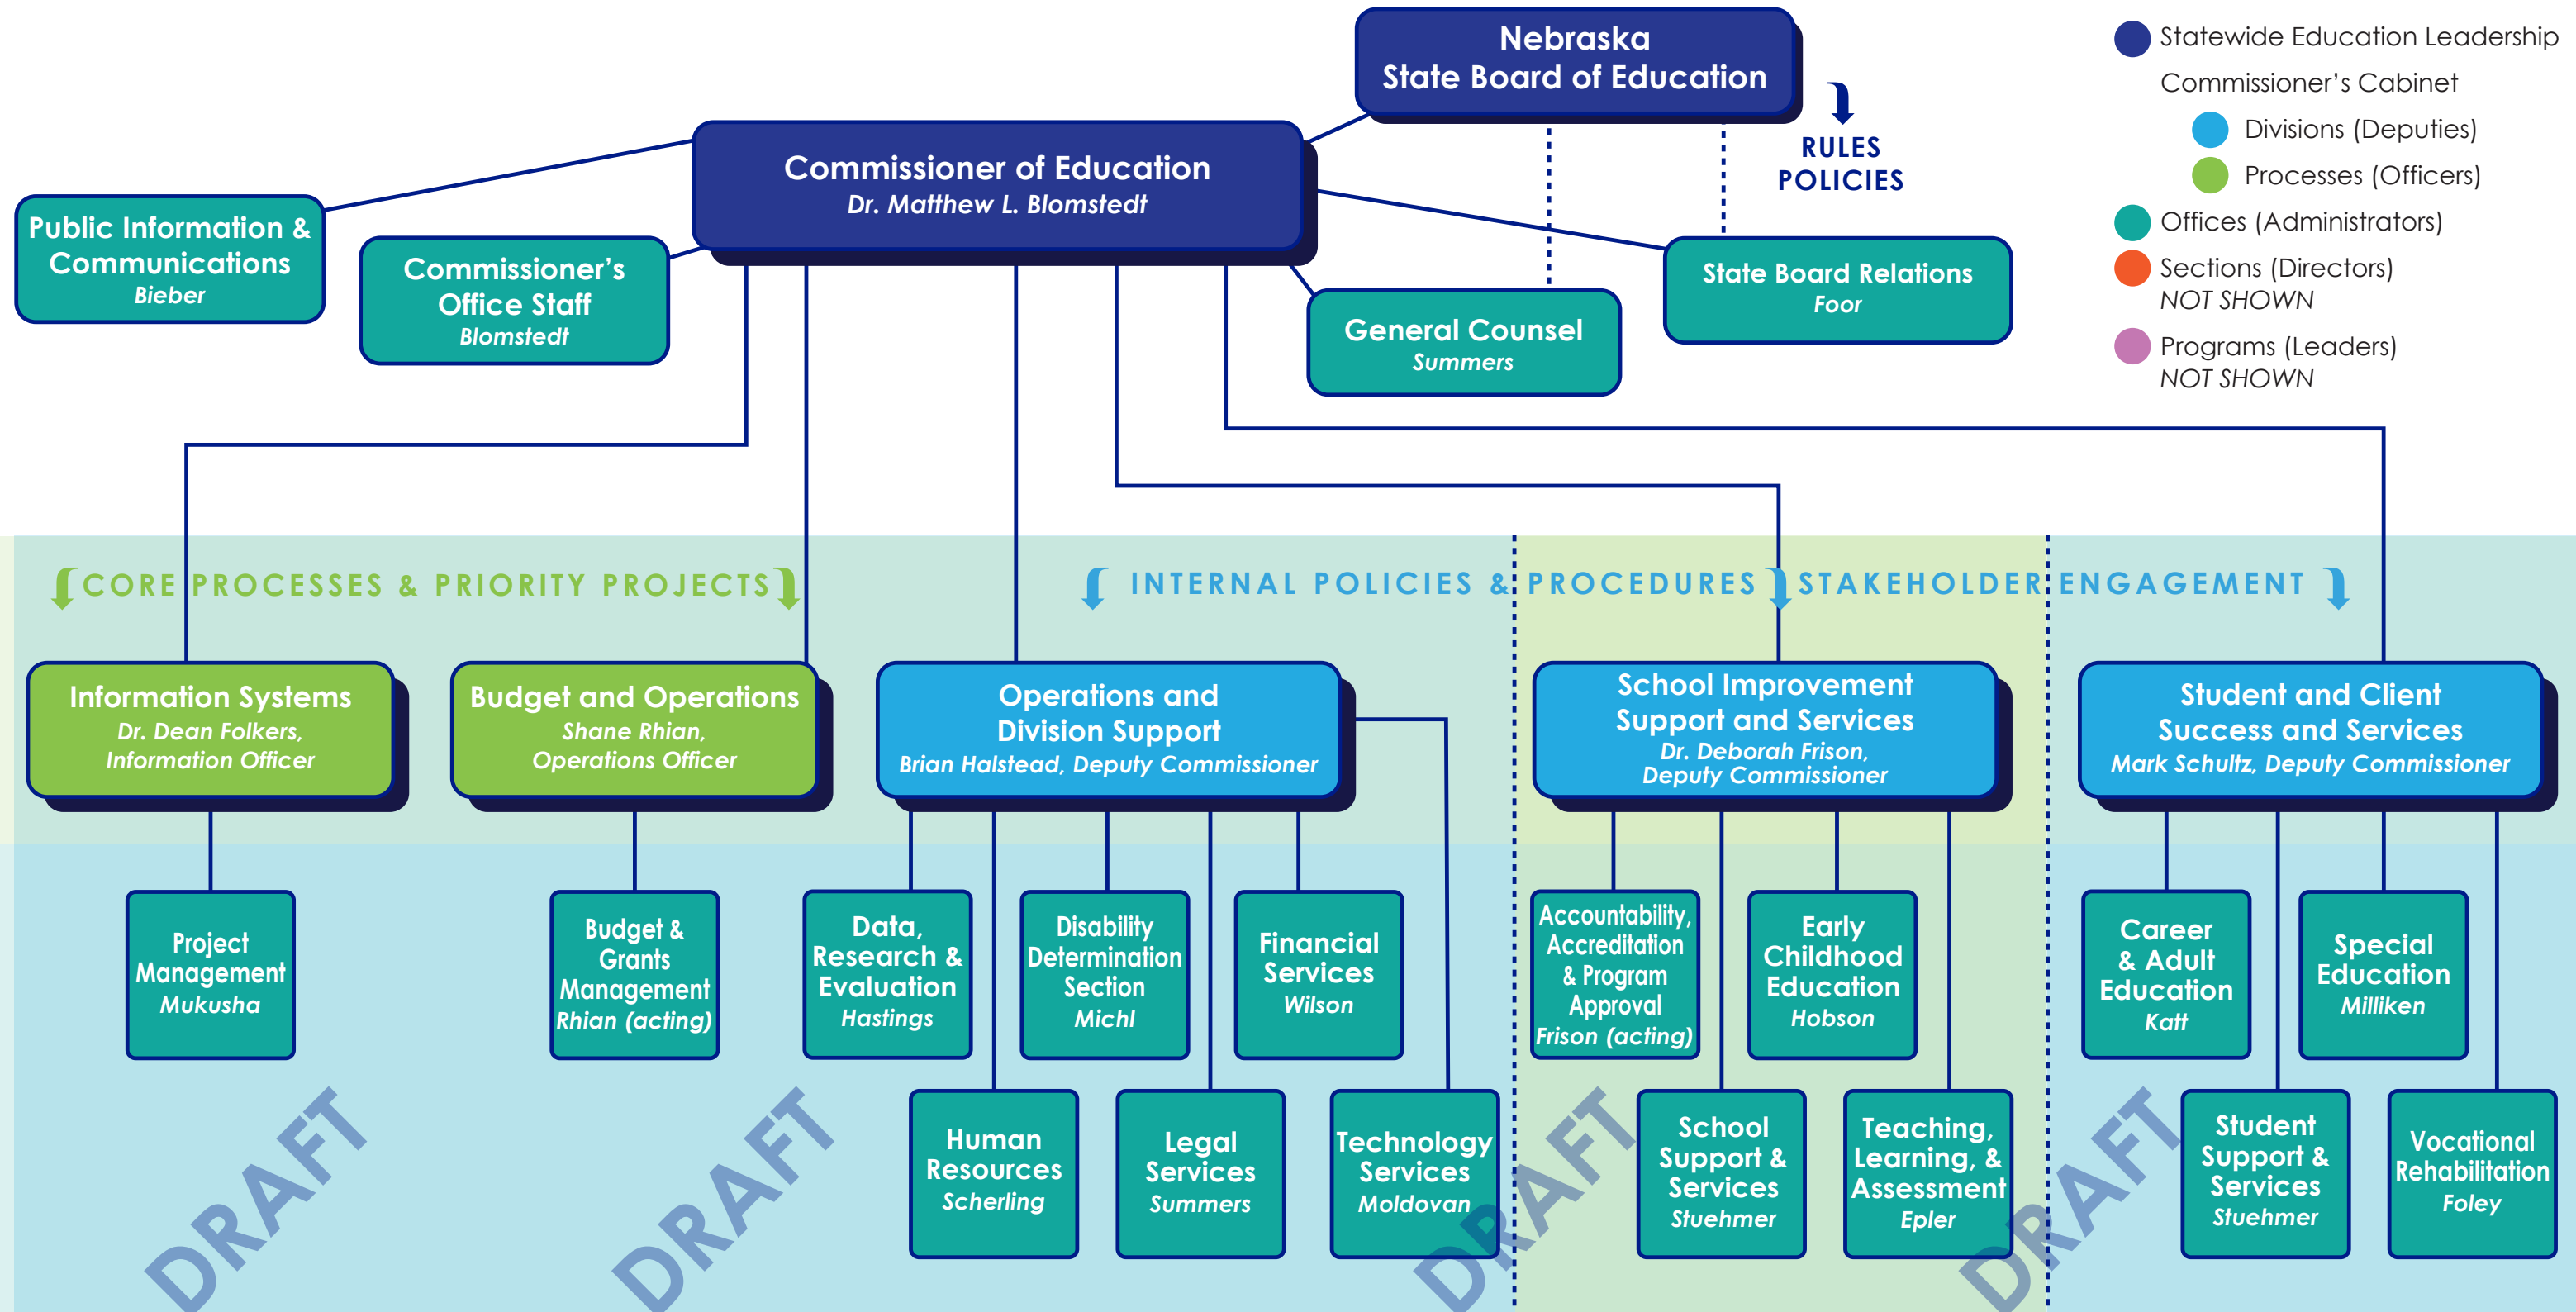 Nebraska
State Board of Education
RULES
POLICIES
Statewide Education Leadership
Commissioner's Cabinet
Divisions (Deputies)
Processes (Officers)
Offices (Administrators)
Sections (Directors)
NOT SHOWN
Programs (Leaders)
NOT SHOWN
Commissioner of Education
Dr. Matthew L. Blomstedt
Public Information &
Communications
Bieber
Commissioner's
Office Staff
Blomstedt
General Counsel
Summers
State Board Relations
Foor
CORE PROCESSES & PRIORITY PROJECTS
INTERNAL POLICIES & PROCEDURES
STAKEHOLDER ENGAGEMENT
Information Systems
Dr. Dean Folkers,
Information Officer
Budget and Operations
Shane Rhian,
Operations Officer
Operations and
Division Support
Brian Halstead, Deputy Commissioner
School Improvement
Support and Services
Dr. Deborah Frison,
Deputy Commissioner
Student and Client
Success and Services
Mark Schultz, Deputy Commissioner
Project
Management
Mukusha
Budget &
Grants
Management
Rhian (acting)
Data,
Research &
Evaluation
Hastings
Disability
Determination
Section
Michl
Financial
Services
Wilson
Accountability,
Accreditation
& Program
Approval
Frison (acting)
Early
Childhood
Education
Hobson
Career
& Adult
Education
Katt
Special
Education
Milliken
Human
Resources
Scherling
Legal
Services
Summers
Technology
Services
Moldovan
School
Support &
Services
Stuehmer
Teaching,
Learning, &
Assessment
Epler
Student
Support &
Services
Stuehmer
Vocational
Rehabilitation
Foley
DRAFT
DRAFT
DRAFT
DRAFT